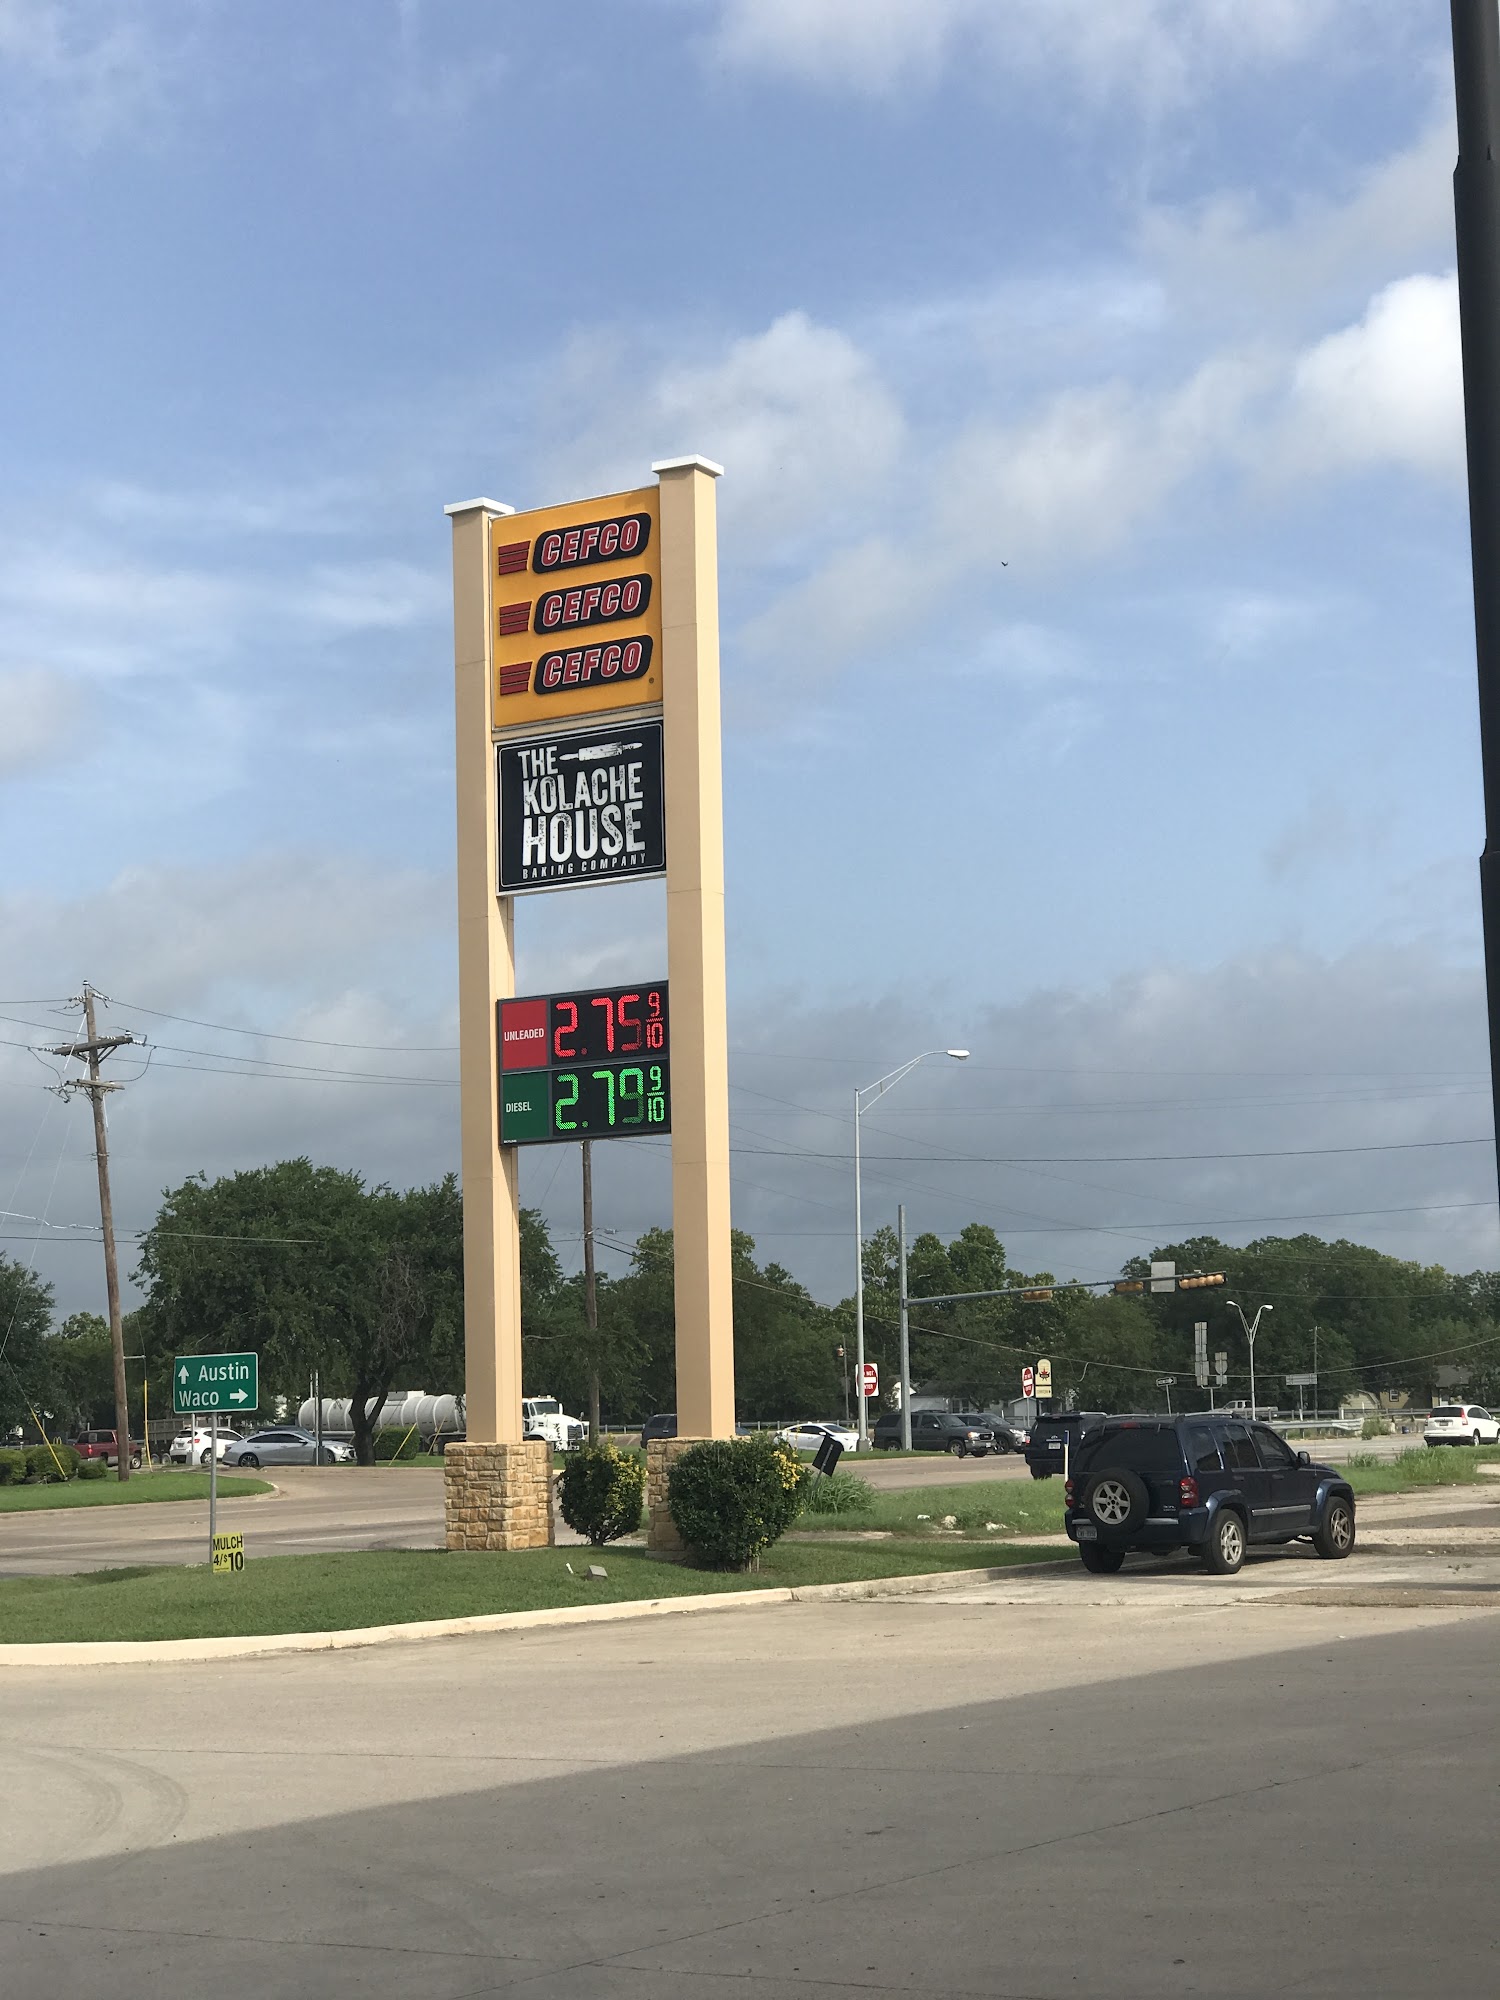 CEFCO
CEFCO
CEFCO
THE
KOLACHE
HOUSE
BAKING COMPANY
UNLEADED 2.75 9/10
DIESEL 2.79 9/10
Austin
Waco
MULCH
4/$10